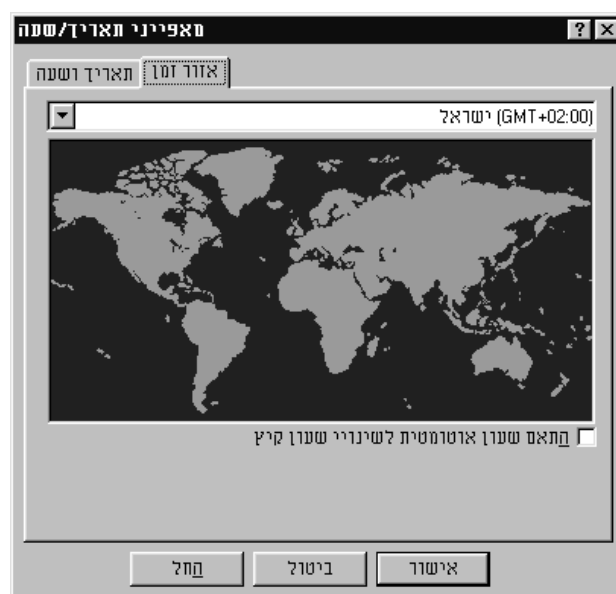 מאפייני תאריך/שעה
תאריך ושעה
אזור זמן
(GMT+02:00) ישראל
התאם שעון אוטומטית לשינויי שעון קיץ
אישור
ביטול
החל